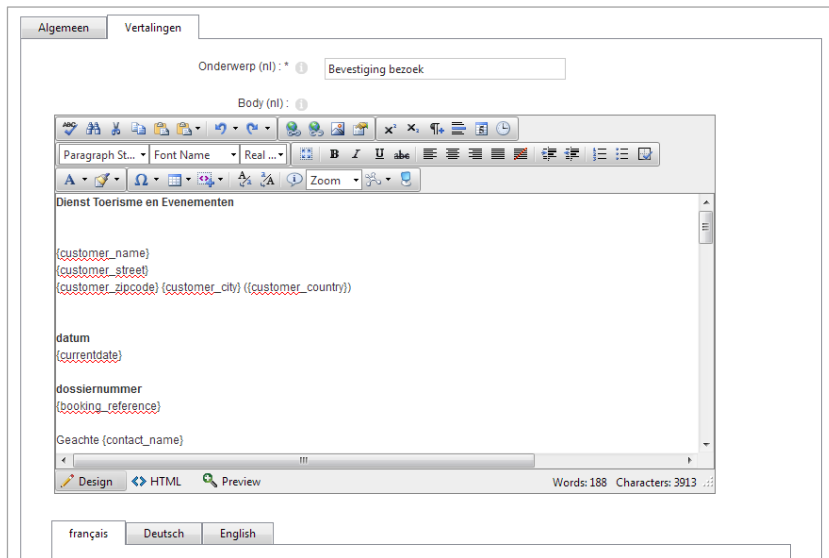 Algemeen Vertalingen
Onderwerp (nl) : * Bevestiging bezoek
Body (nl) :
Paragraph St... Font Name Real ... B I U abc
A Ω Zoom
Dienst Toerisme en Evenementen
{customer_name}
{customer_street}
{customer_zipcode} {customer_city} ({customer_country})
datum
{currentdate}
dossiernummer
{booking_reference}
Geachte {contact_name}
Design HTML Preview Words: 188 Characters: 3913
français Deutsch English